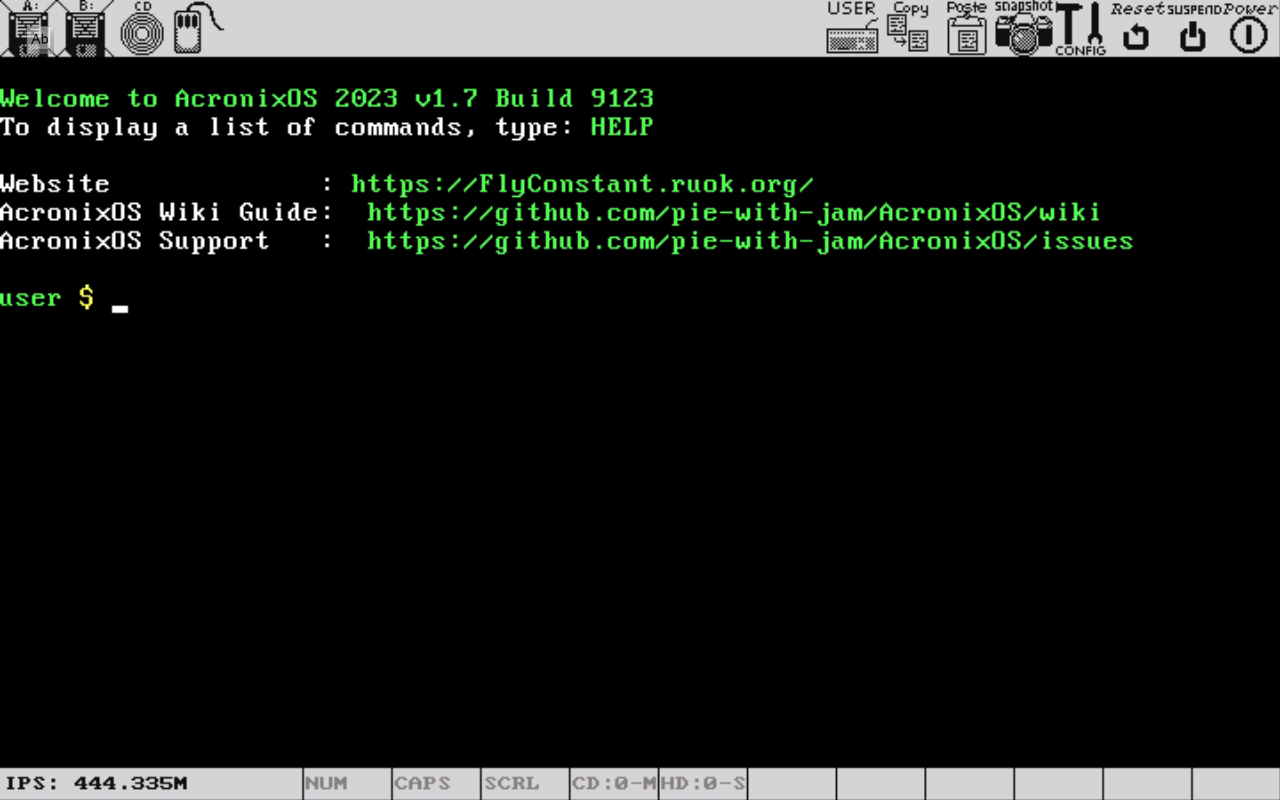 A: B: CD USER Copy Paste snapshot CONFIG Reset SUSPEND Power
Ab
Welcome to AcronixOS 2023 v1.7 Build 9123
To display a list of commands, type: HELP
Website : https://FlyConstant.ruok.org/
AcronixOS Wiki Guide: https://github.com/pie-with-jam/AcronixOS/wiki
AcronixOS Support : https://github.com/pie-with-jam/AcronixOS/issues
user $ _
IPS: 444.335M NUM CAPS SCRL CD:0-M HD:0-S